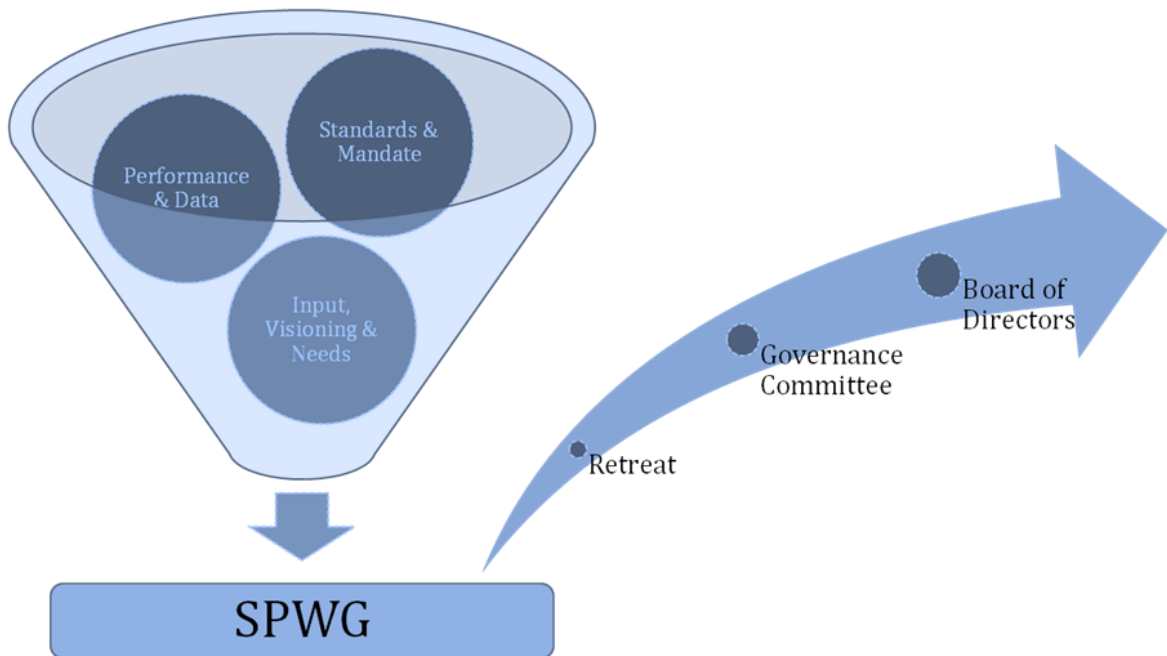 Standards &
Mandate
Performance
& Data
Input,
Visioning &
Needs
SPWG
Retreat
Governance
Committee
Board of
Directors